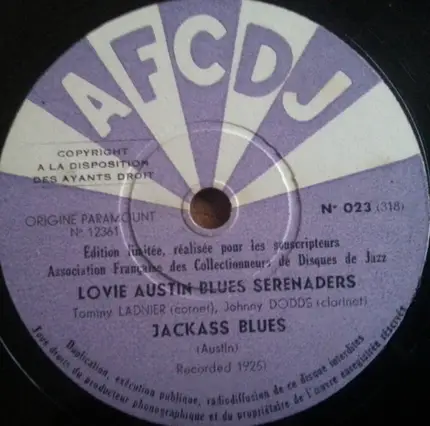 AFCDJ
COPYRIGHT
A LA DISPOSITION
DES AYANTS DROIT
ORIGINE PARAMOUNT
N° 12361
N° 023 (318)
Edition limitée, réalisée pour les souscripteurs
Association Française des Collectionneurs de Disques de Jazz
LOVIE AUSTIN BLUES SERENADERS
Tommy LADNIER (cornet), Johnny DODDS (clarinet)
JACKASS BLUES
(Austin)
Recorded 1925)
Duplication, exécution publique, radiodiffusion de ce disque interdites
Tous droits du producteur phonographique et du propriétaire de l'œuvre enregistrée réservés